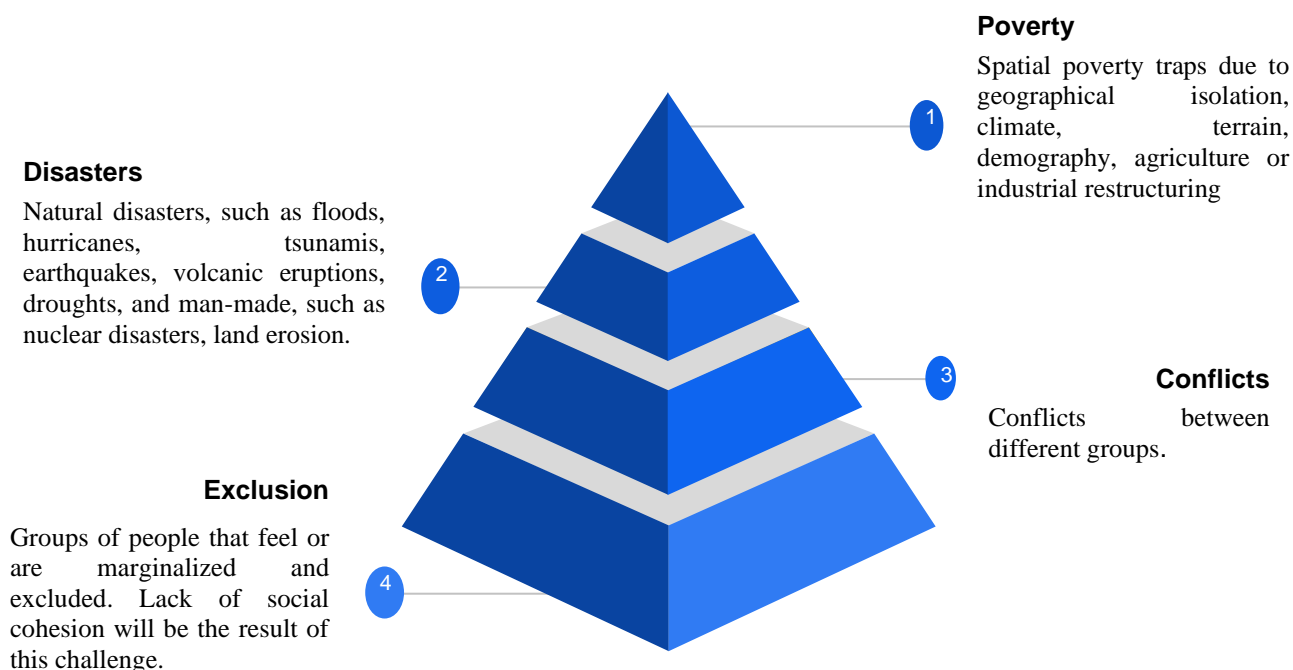 Poverty
Spatial poverty traps due to
geographical isolation,
climate, terrain,
demography, agriculture or
industrial restructuring
1
Disasters
Natural disasters, such as floods,
hurricanes, tsunamis,
earthquakes, volcanic eruptions,
droughts, and man-made, such as
nuclear disasters, land erosion.
2
3
Conflicts
Conflicts between
different groups.
Exclusion
Groups of people that feel or
are marginalized and
excluded. Lack of social
cohesion will be the result of
this challenge.
4